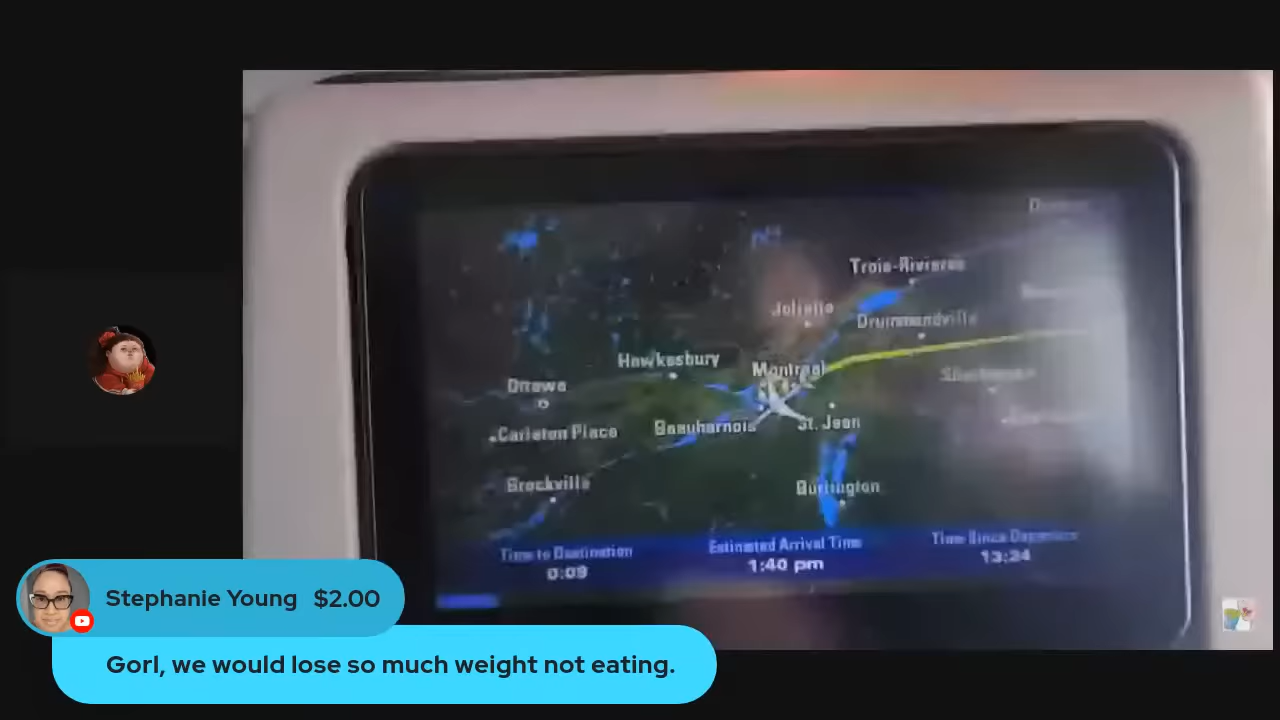 Trois-Rivieres
Joliette
Drummondville
Hawkesbury
Montreal
Ottawa
Carleton Place
Beauharnois
St. Jean
Brockville
Burlington
Time to Destination
0:09
Estimated Arrival Time
1:40 pm
Time Since Departure
13:24
Stephanie Young $2.00
Gorl, we would lose so much weight not eating.